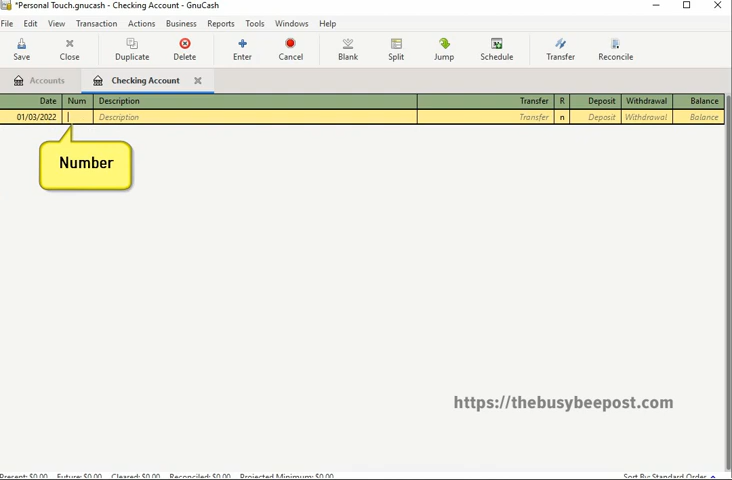 *Personal Touch.gnucash - Checking Account - GnuCash
File Edit View Transaction Actions Business Reports Tools Windows Help
Save Close Duplicate Delete Enter Cancel Blank Split Jump Schedule Transfer Reconcile
Accounts Checking Account
Date Num Description Transfer R Deposit Withdrawal Balance
01/03/2022 Description Transfer n Deposit Withdrawal Balance
Number
https://thebusybeepost.com
Present: $0.00 Future: $0.00 Cleared: $0.00 Reconciled: $0.00 Projected Minimum: $0.00 Sort By: Standard Order